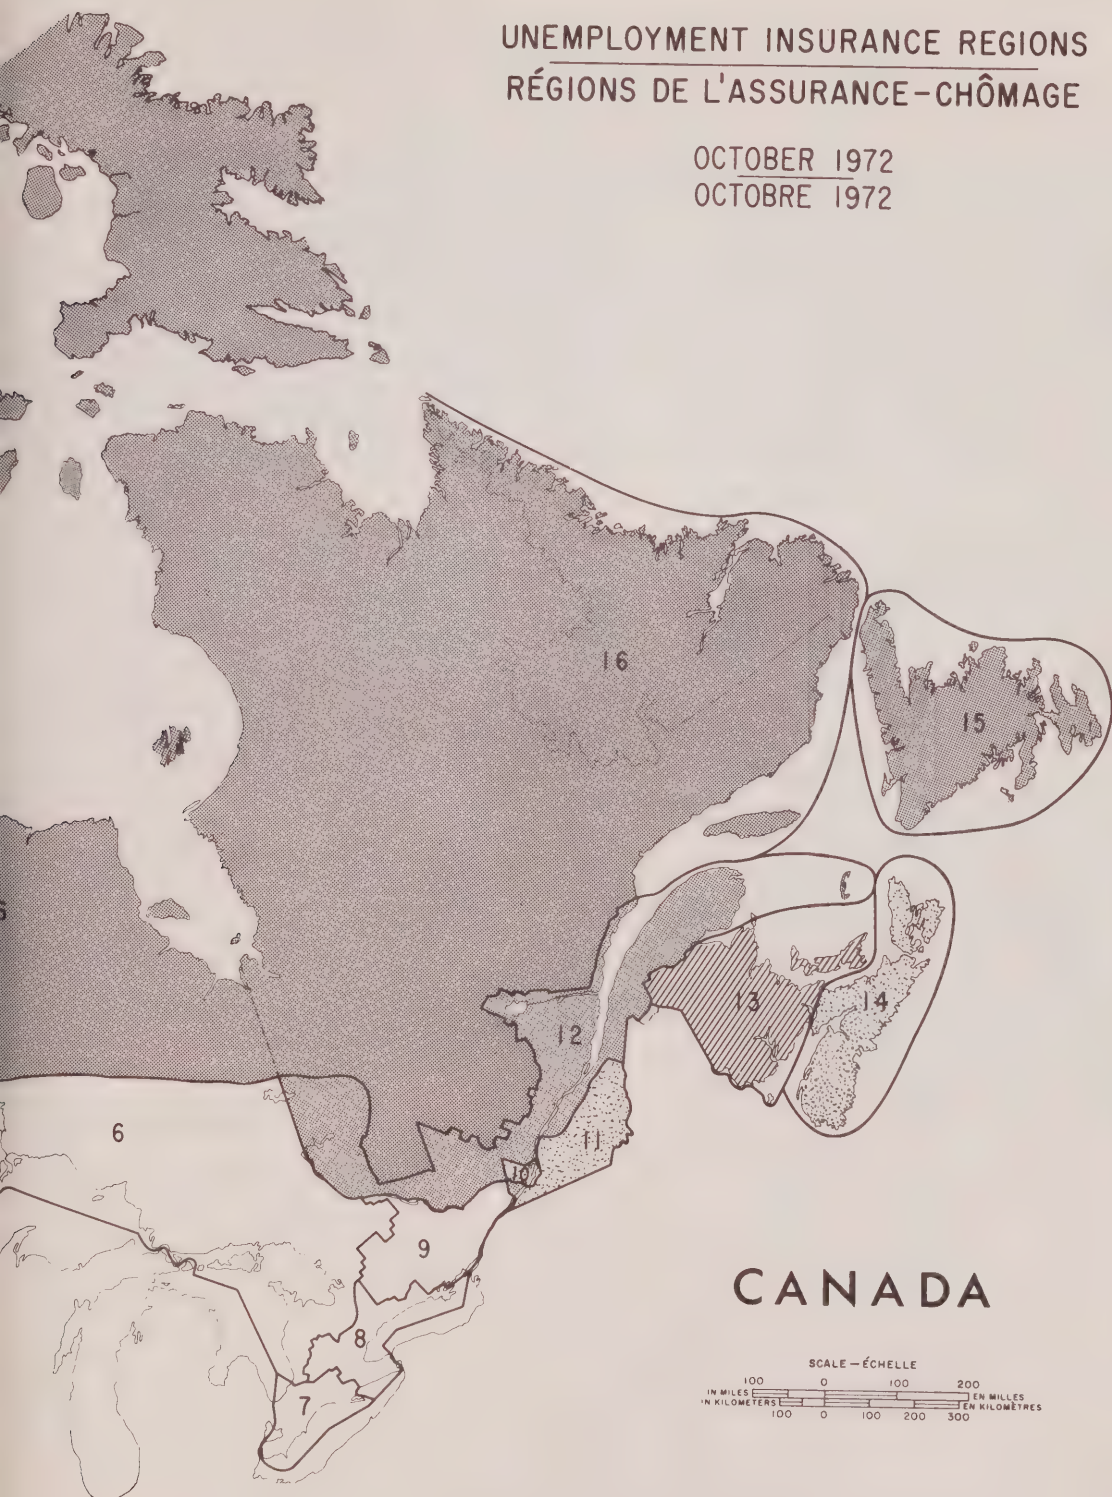 UNEMPLOYMENT INSURANCE REGIONS
RÉGIONS DE L'ASSURANCE-CHÔMAGE
OCTOBER 1972
OCTOBRE 1972
16
15
12
13
14
6
11
10
9
8
7
CANADA
SCALE-ÉCHELLE
100 0 100 200
IN MILES EN MILLES
IN KILOMETERS EN KILOMÈTRES
100 0 100 200 300